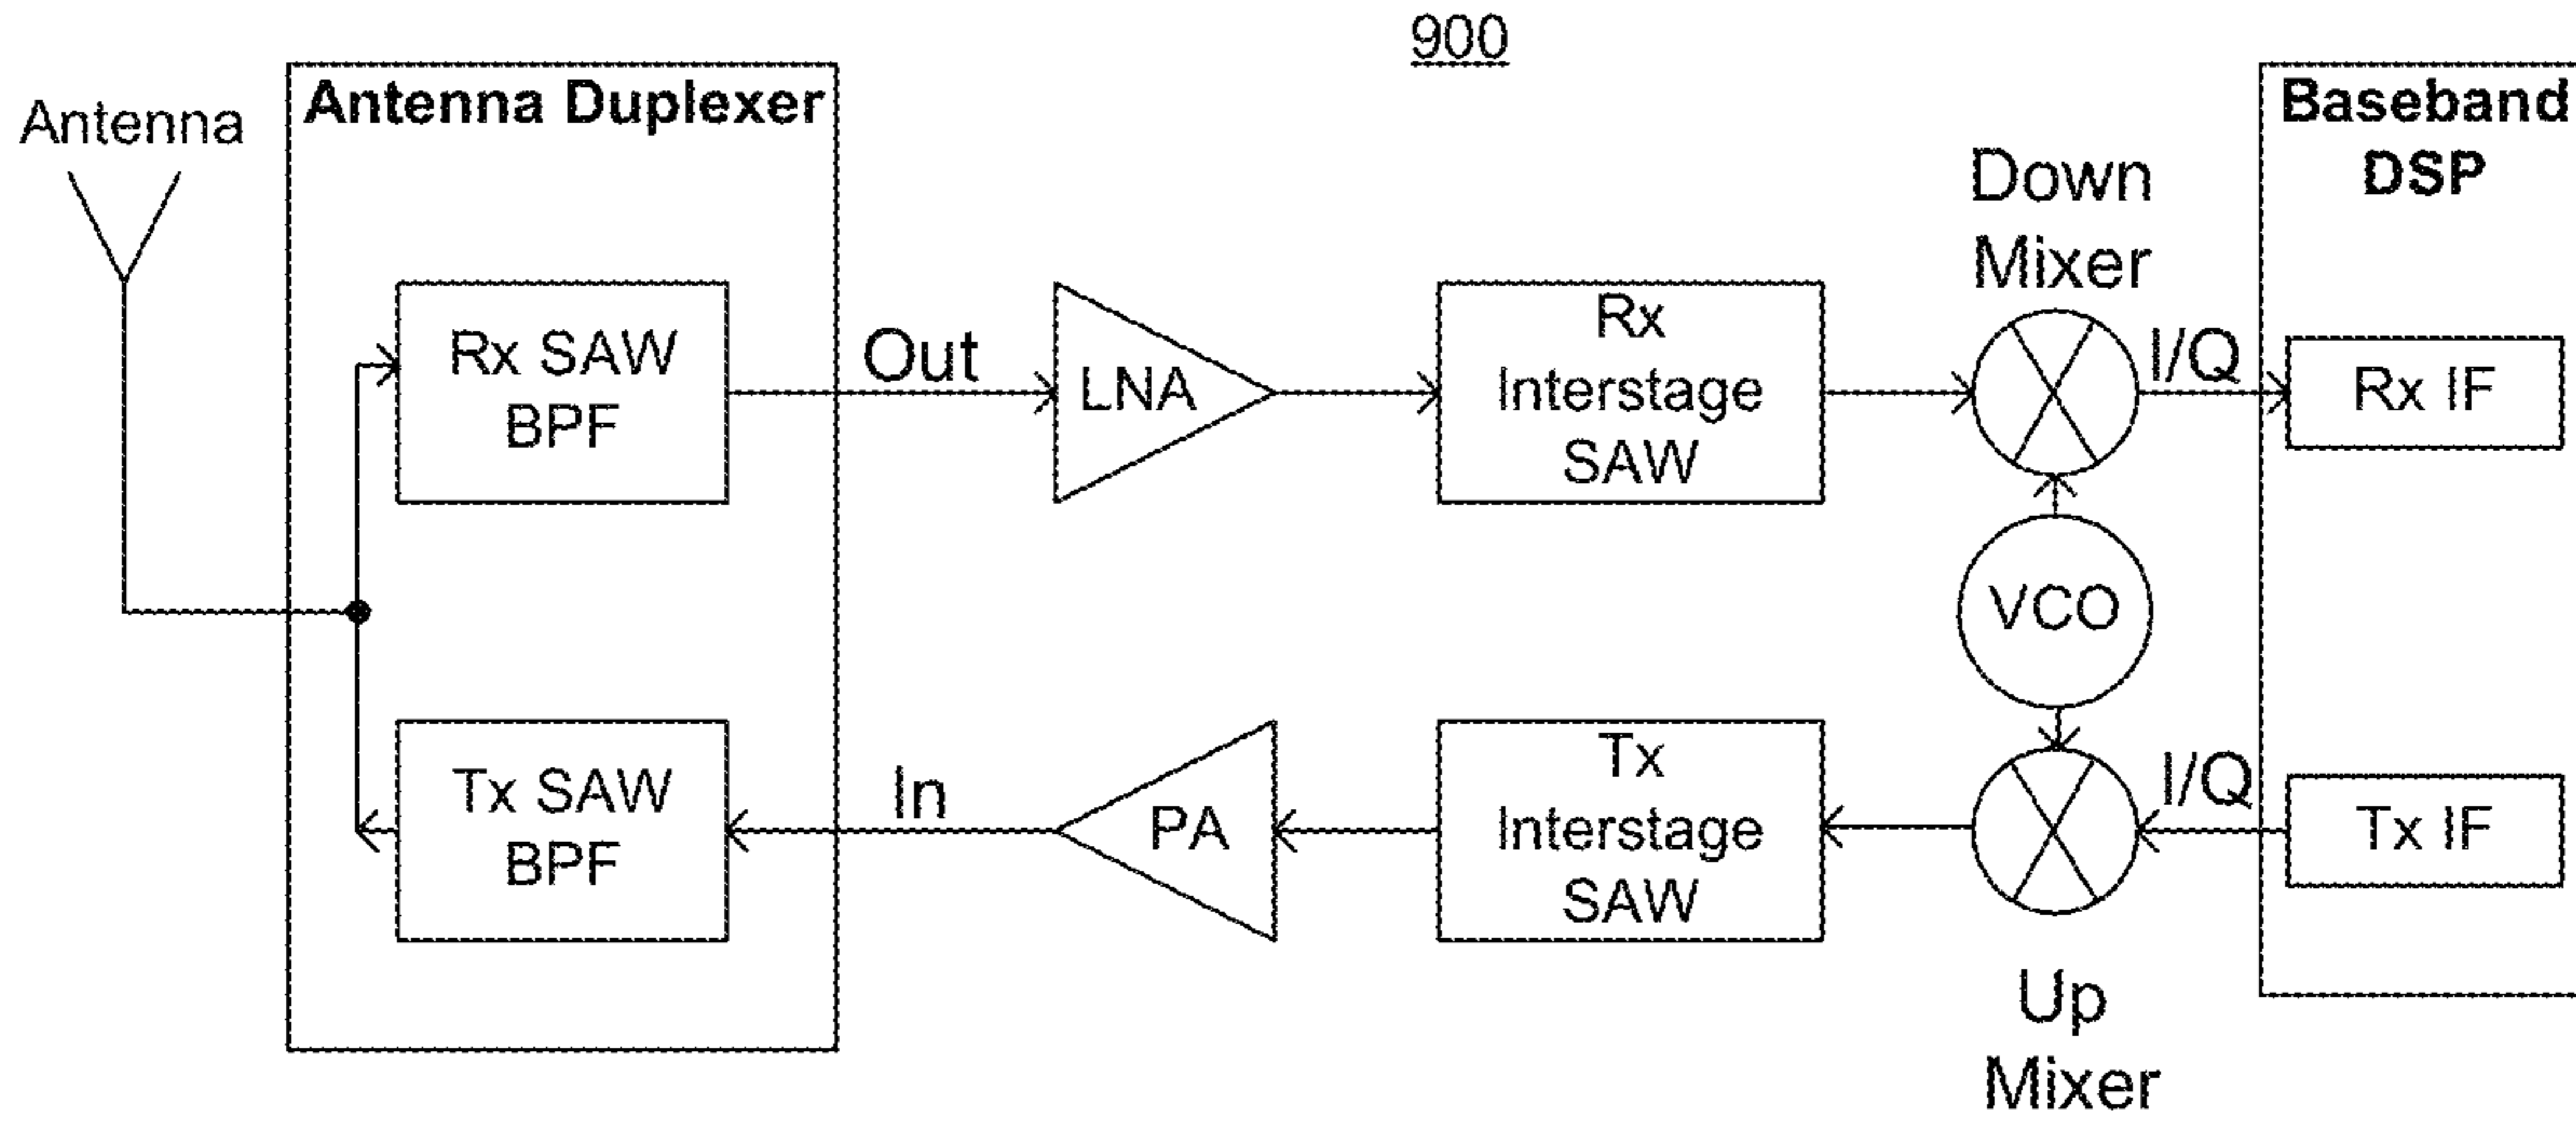 900
Antenna
Antenna Duplexer
Baseband
DSP
Down
Mixer
Rx SAW
BPF
Out
LNA
Rx
Interstage
SAW
I/Q
Rx IF
VCO
Tx SAW
BPF
In
PA
Tx
Interstage
SAW
I/Q
Tx IF
Up
Mixer